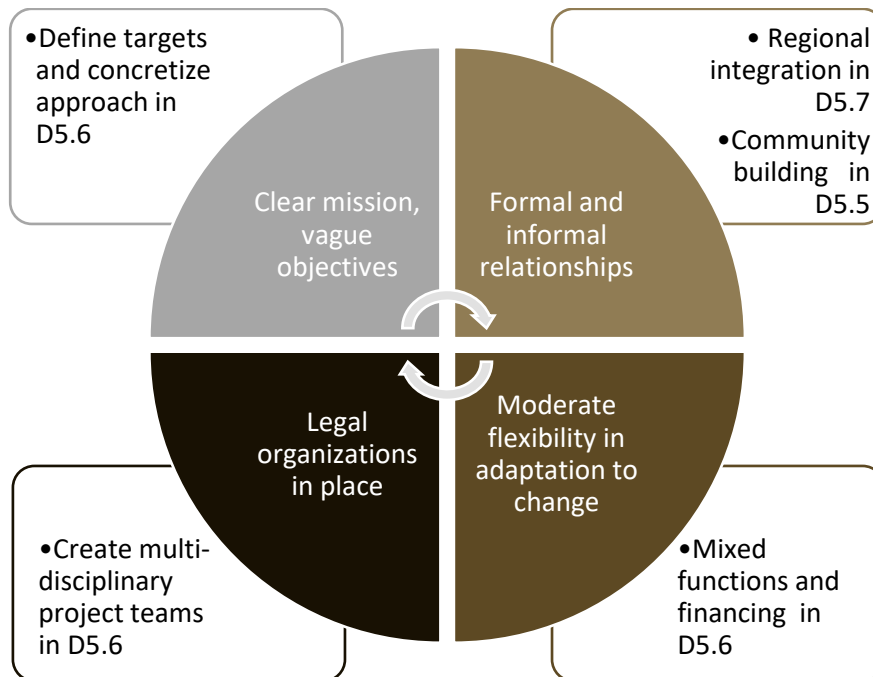 •Define targets
and concretize
approach in
D5.6
• Regional
integration in
D5.7
•Community
building in
D5.5
Clear mission,
vague
objectives
Formal and
informal
relationships
Legal
organizations
in place
Moderate
flexibility in
adaptation to
change
•Create multi-
disciplinary
project teams
in D5.6
•Mixed
functions and
financing in
D5.6